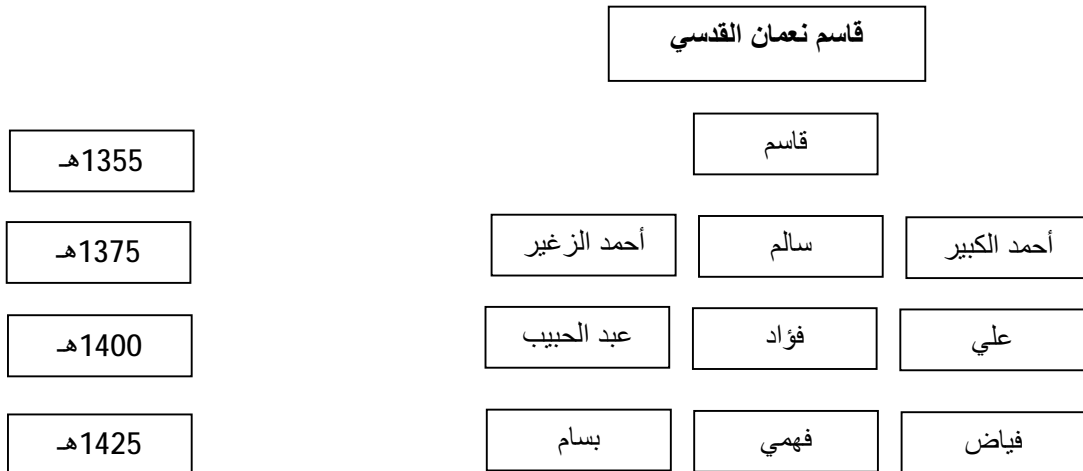 قاسم نعمان القدسي
قاسم
1355هـ
أحمد الكبير
سالم
أحمد الزغير
1375هـ
علي
فؤاد
عبد الحبيب
1400هـ
فياض
فهمي
بسام
1425هـ